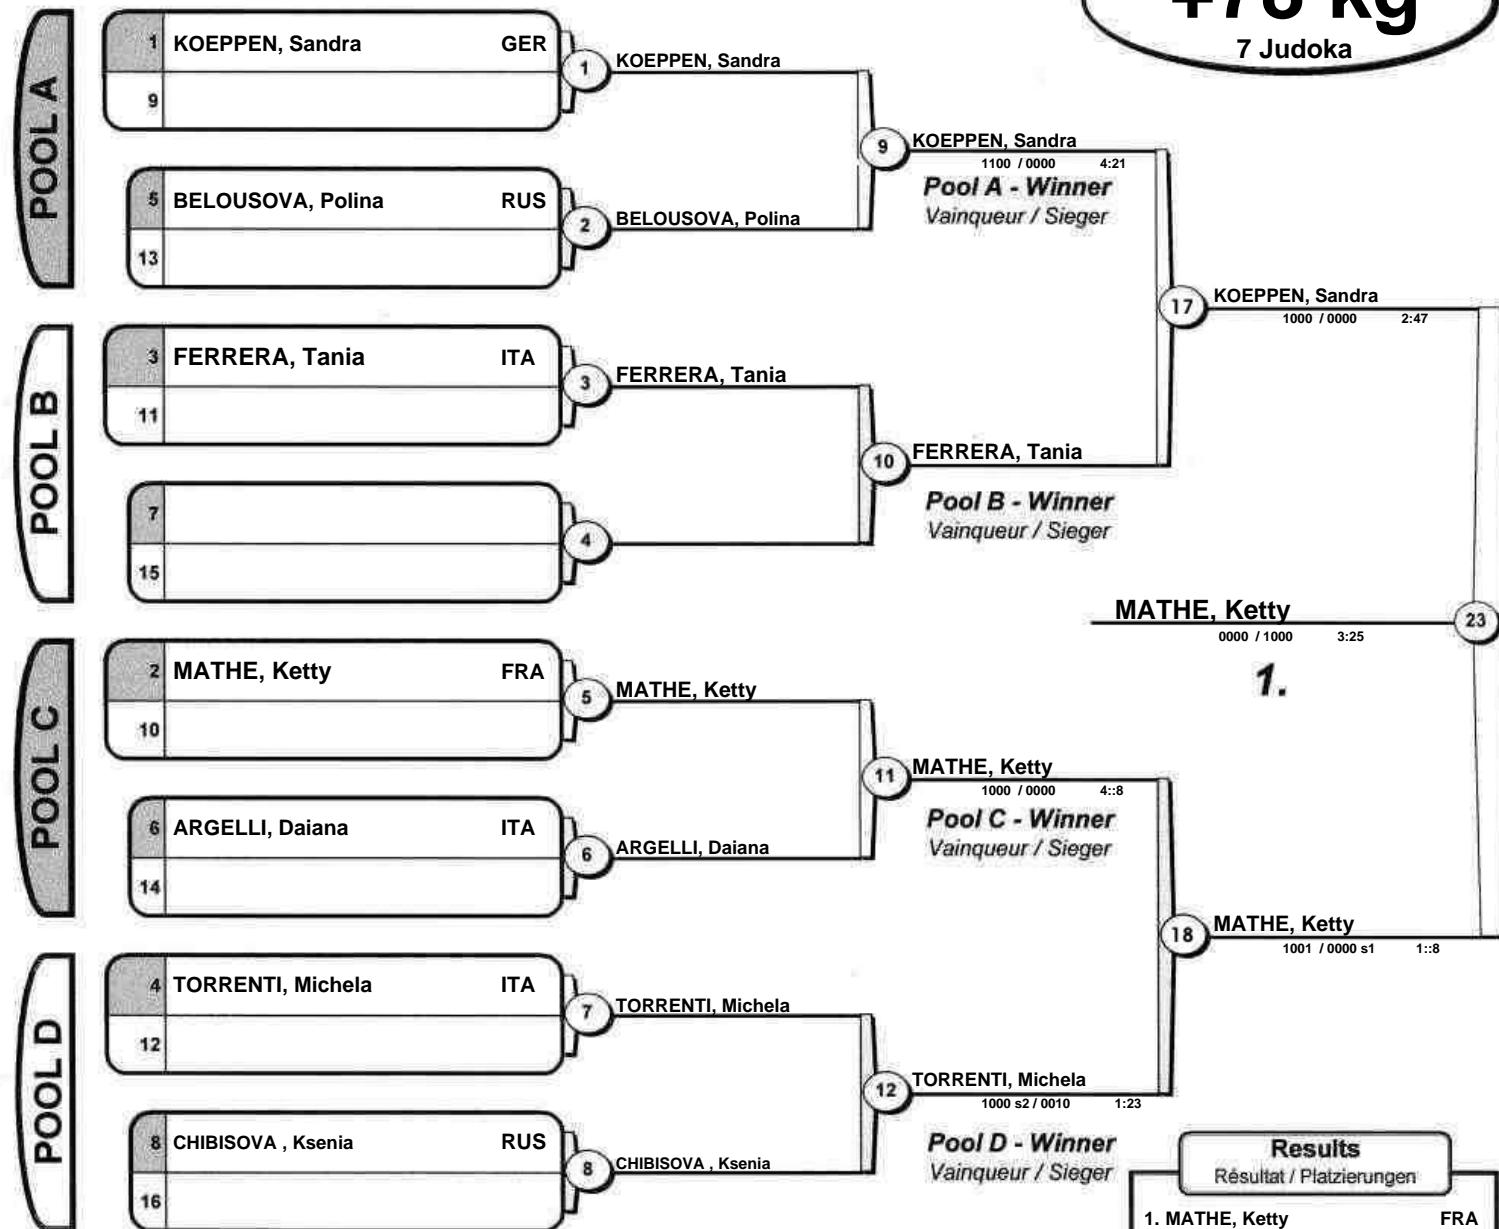 +78 kg
7 Judoka
POOL A
1 KOEPPEN, Sandra GER
9
1 KOEPPEN, Sandra
5 BELOUSOVA, Polina RUS
13
2 BELOUSOVA, Polina
9 KOEPPEN, Sandra
1100 / 0000 4:21
Pool A - Winner
Vainqueur / Sieger
17 KOEPPEN, Sandra
1000 / 0000 2:47
POOL B
3 FERRERA, Tania ITA
11
3 FERRERA, Tania
7
15
4
10 FERRERA, Tania
Pool B - Winner
Vainqueur / Sieger
MATHE, Ketty 23
0000 / 1000 3:25
1.
POOL C
2 MATHE, Ketty FRA
10
5 MATHE, Ketty
6 ARGELLI, Daiana ITA
14
6 ARGELLI, Daiana
11 MATHE, Ketty
1000 / 0000 4::8
Pool C - Winner
Vainqueur / Sieger
18 MATHE, Ketty
1001 / 0000 s1 1::8
POOL D
4 TORRENTI, Michela ITA
12
7 TORRENTI, Michela
8 CHIBISOVA , Ksenia RUS
16
8 CHIBISOVA , Ksenia
12 TORRENTI, Michela
1000 s2 / 0010 1:23
Pool D - Winner
Vainqueur / Sieger
Results
Résultat / Platzierungen
1. MATHE, Ketty FRA